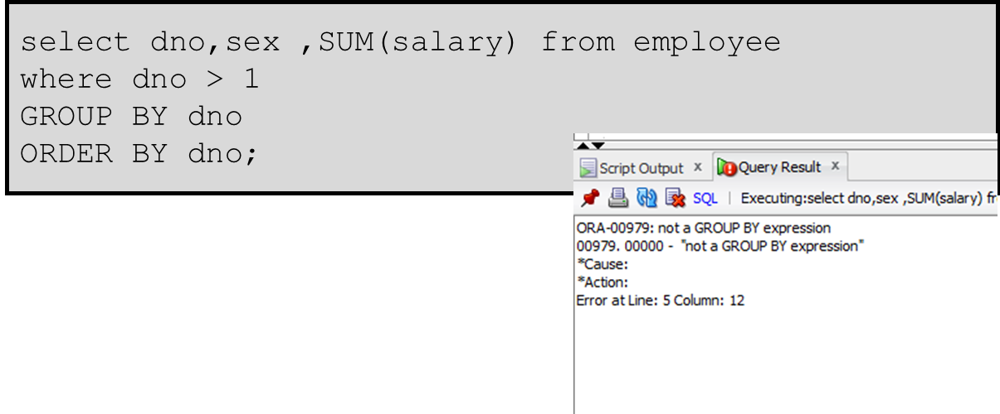 select dno,sex ,SUM(salary) from employee
where dno > 1
GROUP BY dno
ORDER BY dno;
Script Output x Query Result x
SQL | Executing:select dno,sex ,SUM(salary) fr
ORA-00979: not a GROUP BY expression
00979. 00000 - "not a GROUP BY expression"
*Cause:
*Action:
Error at Line: 5 Column: 12